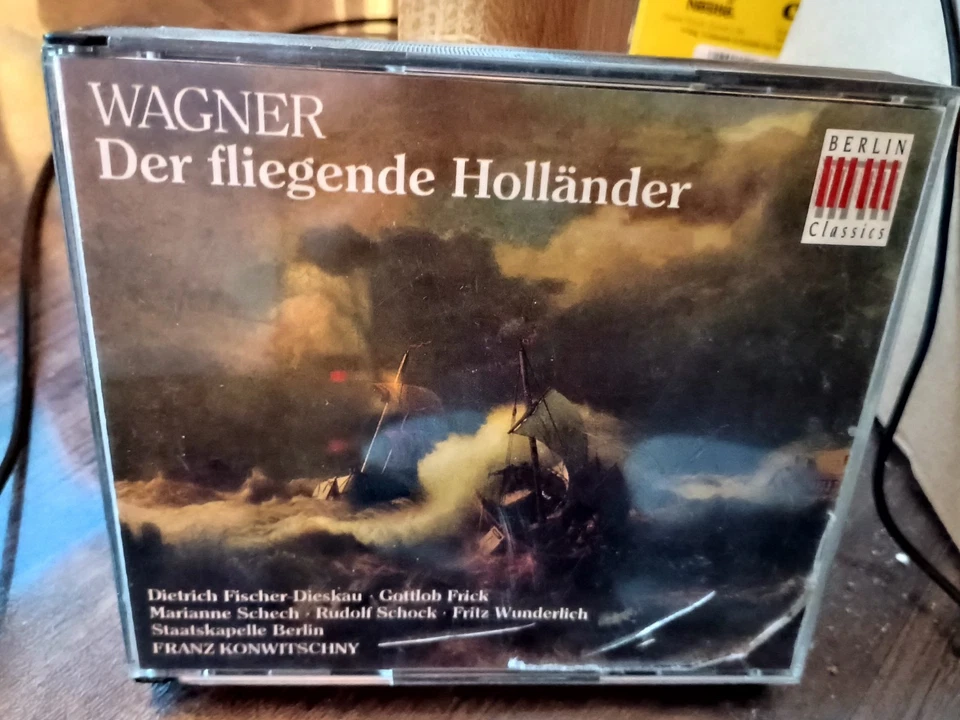 Nestlé
WAGNER
Der fliegende Holländer
BERLIN
Classics
Dietrich Fischer-Dieskau · Gottlob Frick
Marianne Schech · Rudolf Schock · Fritz Wunderlich
Staatskapelle Berlin
FRANZ KONWITSCHNY